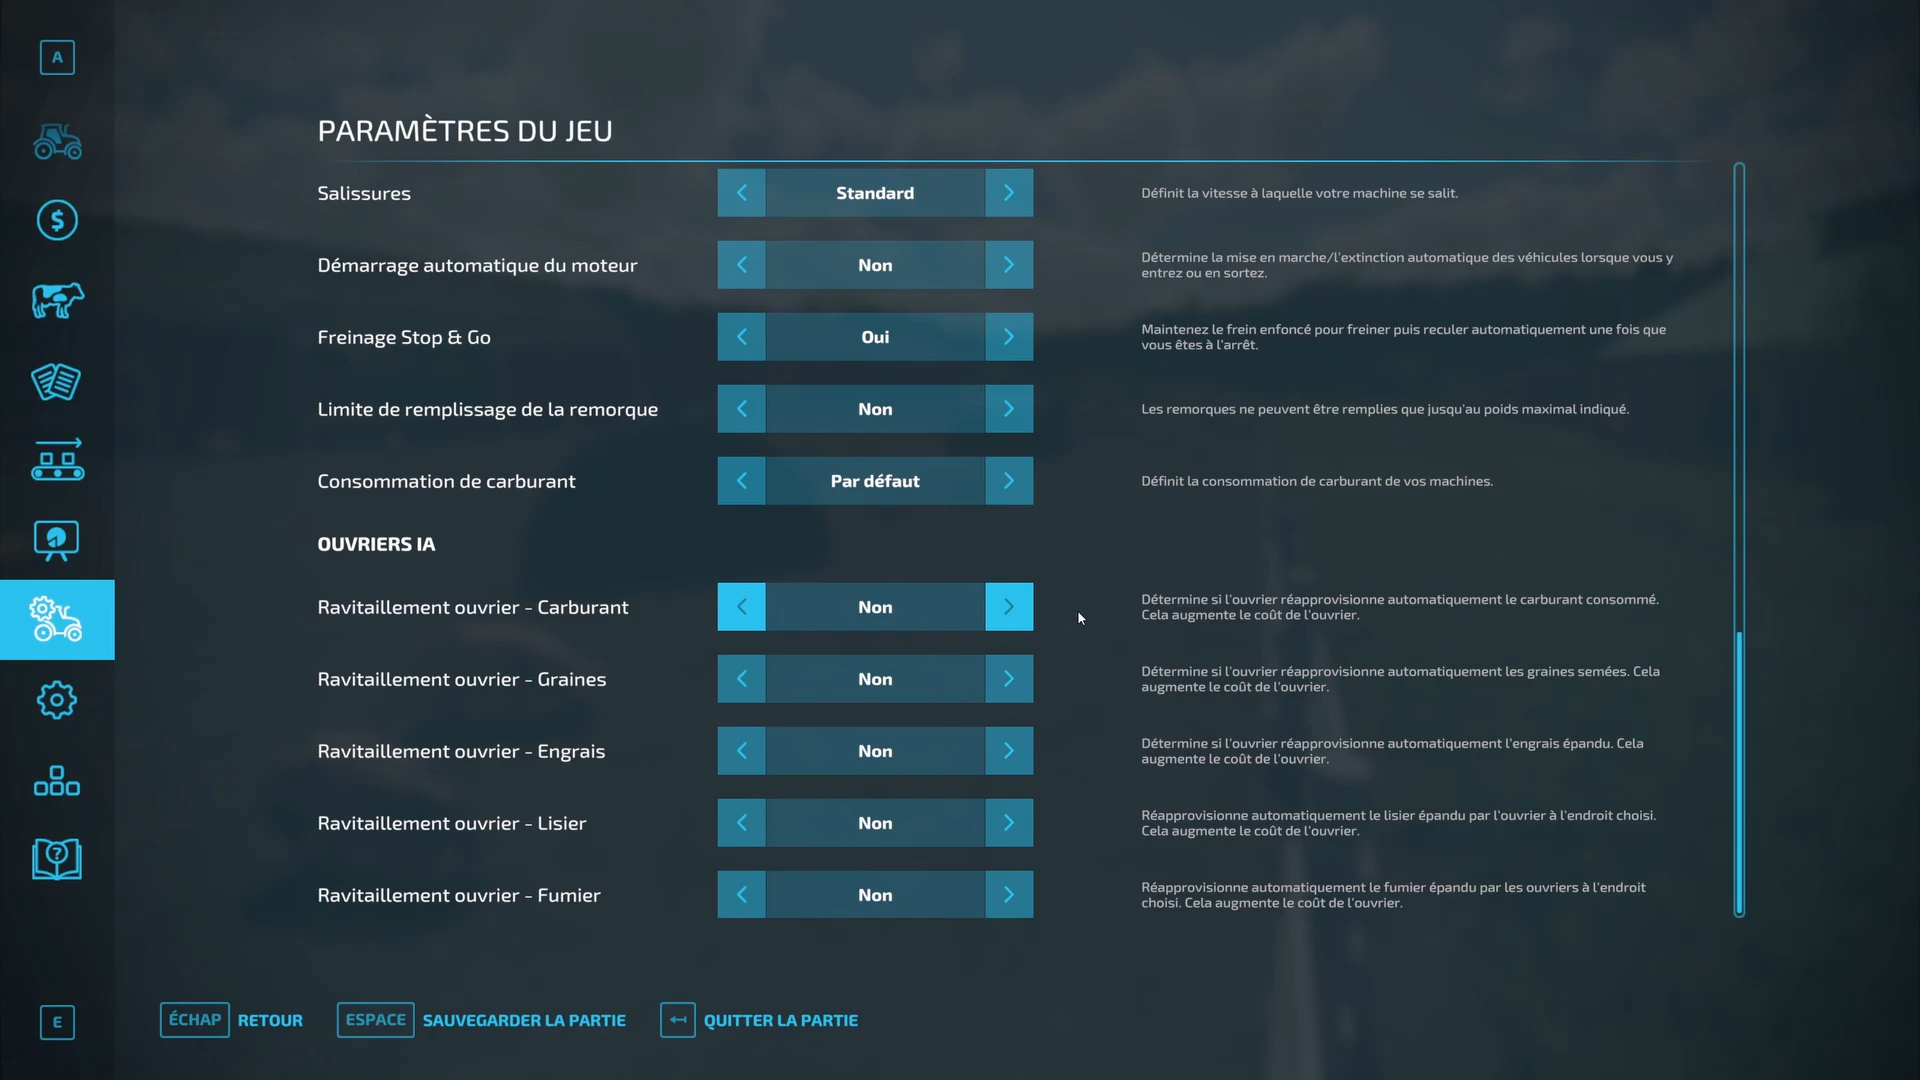 A
PARAMÈTRES DU JEU
Salissures
Standard
Définit la vitesse à laquelle votre machine se salit.
Démarrage automatique du moteur
Non
Détermine la mise en marche/l'extinction automatique des véhicules lorsque vous y
entrez ou en sortez.
Freinage Stop & Go
Oui
Maintenez le frein enfoncé pour freiner puis reculer automatiquement une fois que
vous êtes à l'arrêt.
Limite de remplissage de la remorque
Non
Les remorques ne peuvent être remplies que jusqu'au poids maximal indiqué.
Consommation de carburant
Par défaut
Définit la consommation de carburant de vos machines.
OUVRIERS IA
Ravitaillement ouvrier - Carburant
Non
Détermine si l'ouvrier réapprovisionne automatiquement le carburant consommé.
Cela augmente le coût de l'ouvrier.
Ravitaillement ouvrier - Graines
Non
Détermine si l'ouvrier réapprovisionne automatiquement les graines semées. Cela
augmente le coût de l'ouvrier.
Ravitaillement ouvrier - Engrais
Non
Détermine si l'ouvrier réapprovisionne automatiquement l'engrais épandu. Cela
augmente le coût de l'ouvrier.
Ravitaillement ouvrier - Lisier
Non
Réapprovisionne automatiquement le lisier épandu par l'ouvrier à l'endroit choisi.
Cela augmente le coût de l'ouvrier.
Ravitaillement ouvrier - Fumier
Non
Réapprovisionne automatiquement le fumier épandu par les ouvriers à l'endroit
choisi. Cela augmente le coût de l'ouvrier.
E
ÉCHAP RETOUR ESPACE SAUVEGARDER LA PARTIE QUITTER LA PARTIE